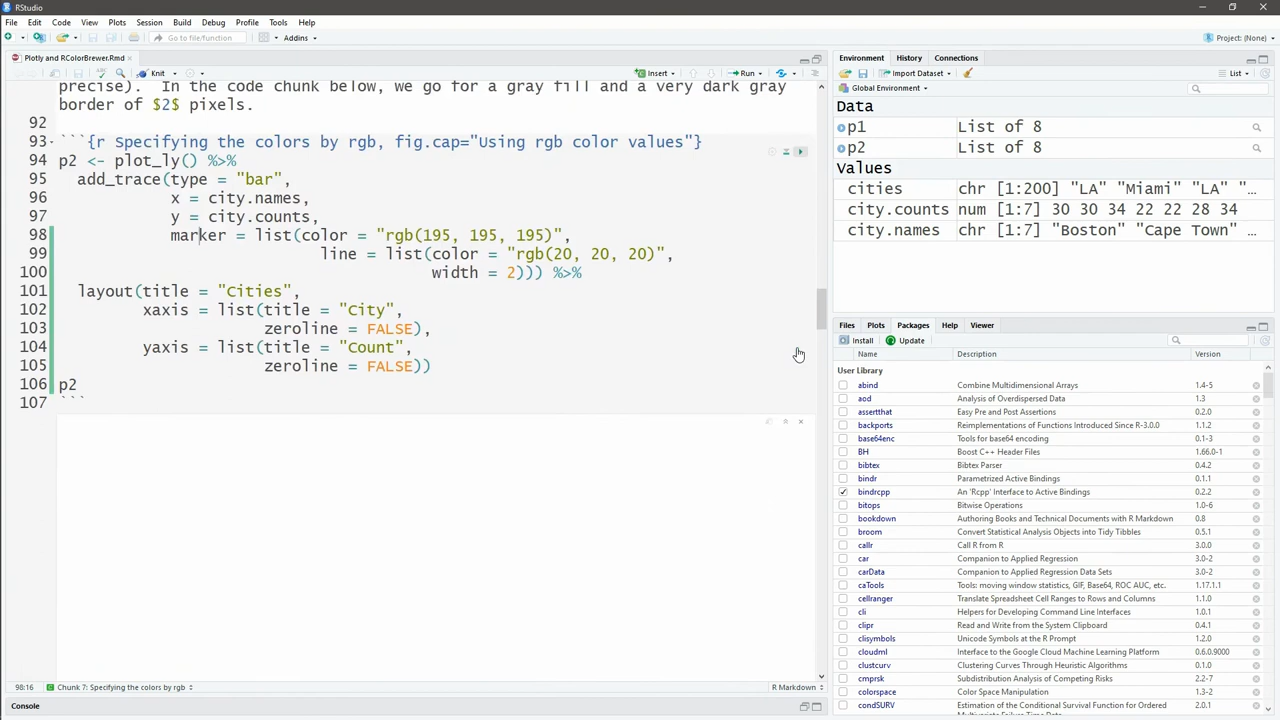 RStudio
File Edit Code View Plots Session Build Debug Profile Tools Help
Go to file/function Addins Project: (None)
Plotly and RColorBrewer.Rmd
Knit Insert Run
precise). In the code chunk below, we go for a gray fill and a very dark gray
border of $2$ pixels.
92
93 ```{r Specifying the colors by rgb, fig.cap="Using rgb color values"}
94 p2 <- plot_ly() %>%
95 add_trace(type = "bar",
96 x = city.names,
97 y = city.counts,
98 marker = list(color = "rgb(195, 195, 195)",
99 line = list(color = "rgb(20, 20, 20)",
100 width = 2))) %>%
101 layout(title = "Cities",
102 xaxis = list(title = "City",
103 zeroline = FALSE),
104 yaxis = list(title = "Count",
105 zeroline = FALSE))
106 p2
107 ```
98:16 Chunk 7: Specifying the colors by rgb R Markdown
Console
Environment History Connections
Import Dataset List
Global Environment
Data
p1 List of 8
p2 List of 8
Values
cities chr [1:200] "LA" "Miami" "LA" "…
city.counts num [1:7] 30 30 34 22 22 28 34
city.names chr [1:7] "Boston" "Cape Town" …
Files Plots Packages Help Viewer
Install Update
Name Description Version
User Library
abind Combine Multidimensional Arrays 1.4-5
aod Analysis of Overdispersed Data 1.3
assertthat Easy Pre and Post Assertions 0.2.0
backports Reimplementations of Functions Introduced Since R-3.0.0 1.1.2
base64enc Tools for base64 encoding 0.1-3
BH Boost C++ Header Files 1.66.0-1
bibtex Bibtex Parser 0.4.2
bindr Parametrized Active Bindings 0.1.1
bindrcpp An 'Rcpp' Interface to Active Bindings 0.2.2
bitops Bitwise Operations 1.0-6
bookdown Authoring Books and Technical Documents with R Markdown 0.8
broom Convert Statistical Analysis Objects into Tidy Tibbles 0.5.1
callr Call R from R 3.0.0
car Companion to Applied Regression 3.0-2
carData Companion to Applied Regression Data Sets 3.0-2
caTools Tools: moving window statistics, GIF, Base64, ROC AUC, etc. 1.17.1.1
cellranger Translate Spreadsheet Cell Ranges to Rows and Columns 1.1.0
cli Helpers for Developing Command Line Interfaces 1.0.1
clipr Read and Write from the System Clipboard 0.4.1
clisymbols Unicode Symbols at the R Prompt 1.2.0
cloudml Interface to the Google Cloud Machine Learning Platform 0.6.0.9000
clustcurv Clustering Curves Through Heuristic Algorithms 0.1.0
cmprsk Subdistribution Analysis of Competing Risks 2.2-7
colorspace Color Space Manipulation 1.3-2
condSURV Estimation of the Conditional Survival Function for Ordered 2.0.1
Multivariate Failure Time Data